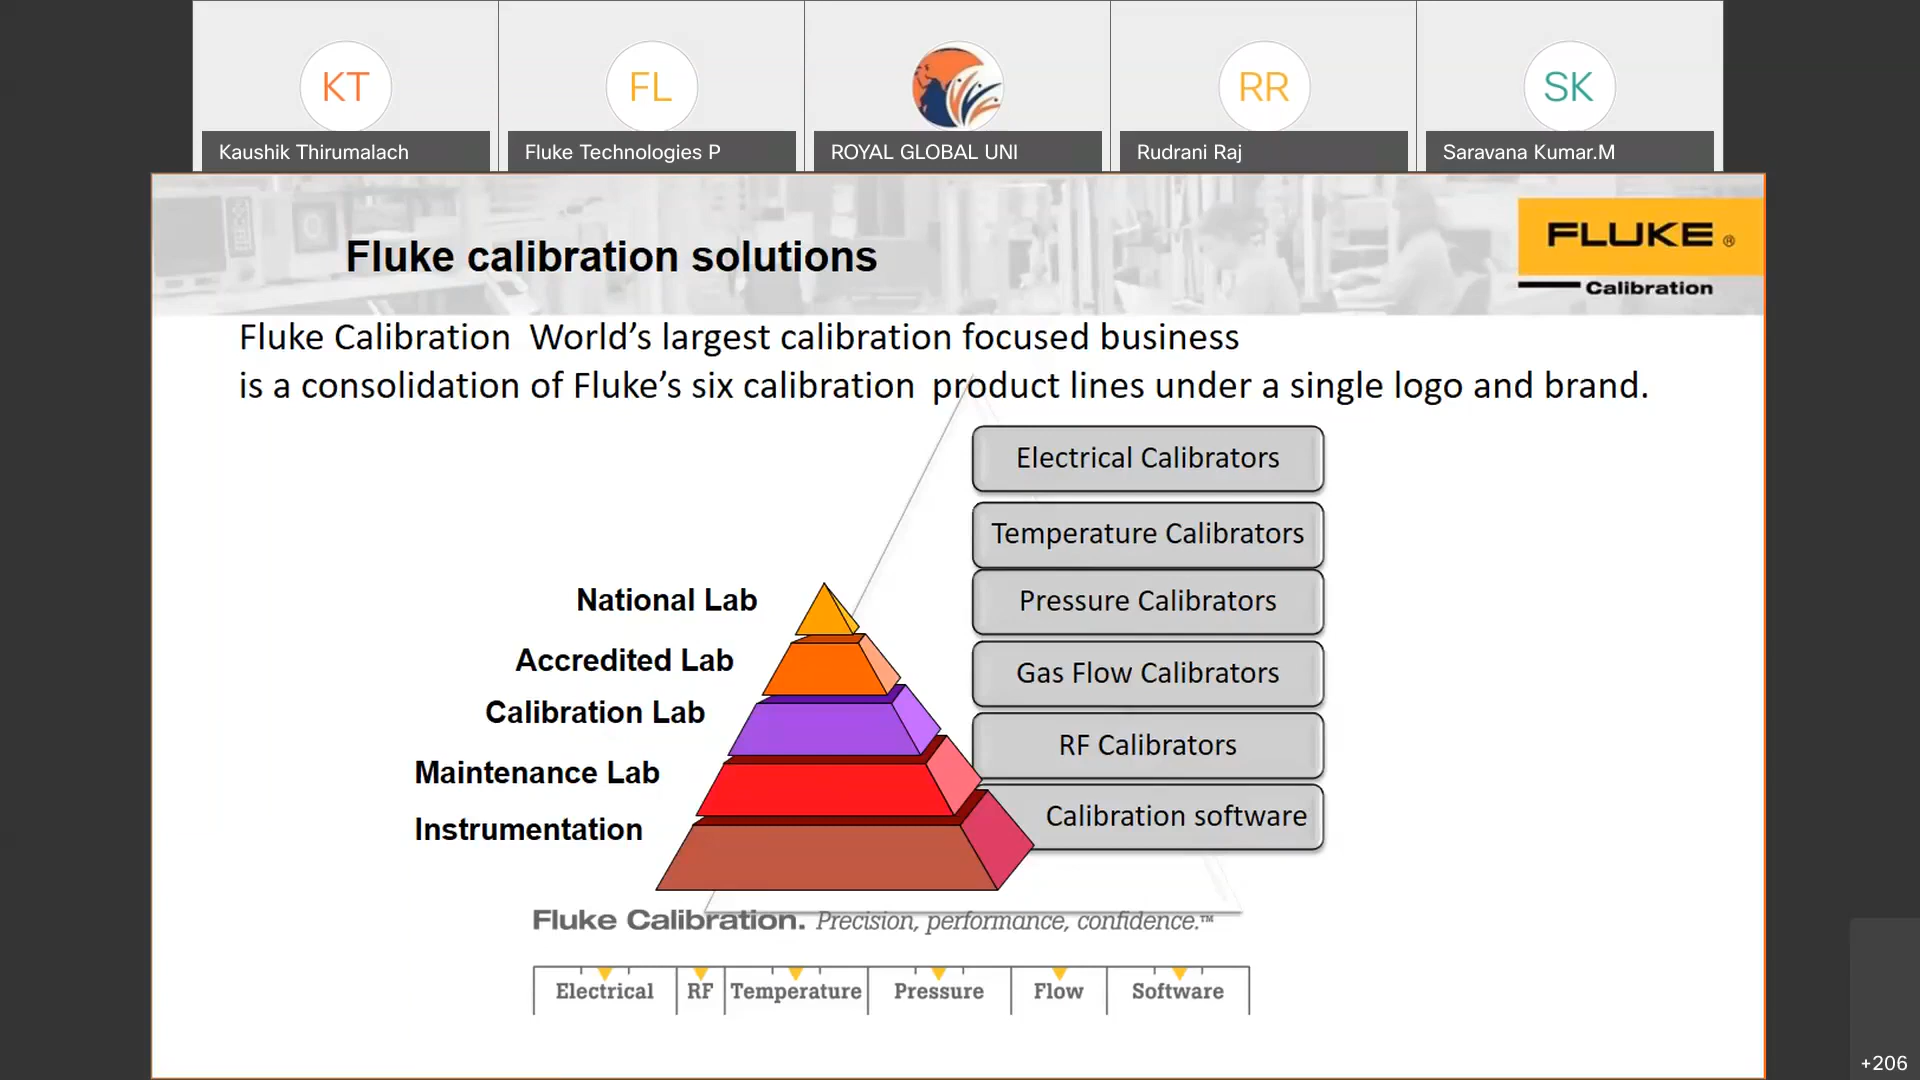 KT
FL
RR
SK
Kaushik Thirumalach
Fluke Technologies P
ROYAL GLOBAL UNI
Rudrani Raj
Saravana Kumar.M
Fluke calibration solutions
FLUKE ®
Calibration
Fluke Calibration World’s largest calibration focused business
is a consolidation of Fluke’s six calibration product lines under a single logo and brand.
Electrical Calibrators
Temperature Calibrators
Pressure Calibrators
Gas Flow Calibrators
RF Calibrators
Calibration software
National Lab
Accredited Lab
Calibration Lab
Maintenance Lab
Instrumentation
Fluke Calibration. Precision, performance, confidence.™
Electrical RF Temperature Pressure Flow Software
+206